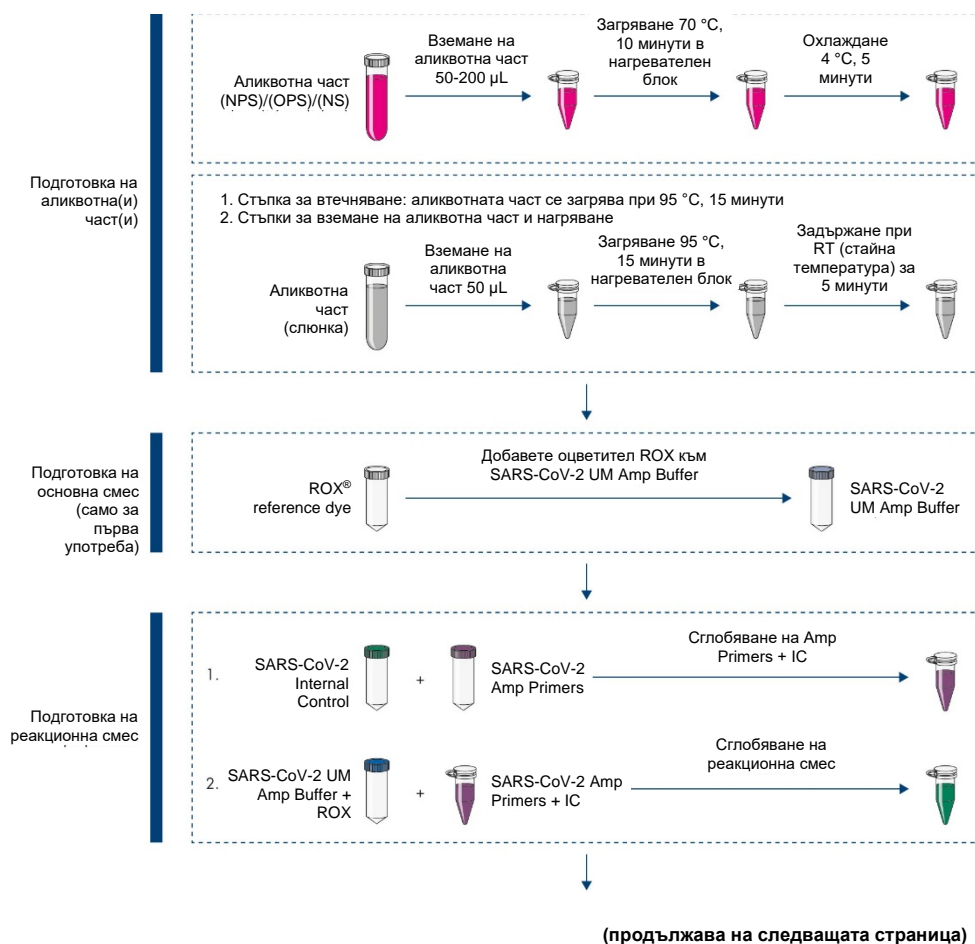 Подготовка на
аликвотна(и)
част(и)
Аликвотна част
(NPS)/(OPS)/(NS)
Вземане на
аликвотна част
50-200 µL
Загряване 70 °C,
10 минути в
нагревателен
блок
Охлаждане
4 °C, 5
минути
1. Стъпка за втечняване: аликвотната част се загрява при 95 °C, 15 минути
2. Стъпки за вземане на аликвотна част и нагряване
Аликвотна
част
(слюнка)
Вземане на
аликвотна
част 50 µL
Загряване 95 °C,
15 минути в
нагревателен блок
Задържане при
RT (стайна
температура) за
5 минути
Подготовка на
основна смес
(само за
първа
употреба)
ROX®
reference dye
Добавете оцветител ROX към
SARS-CoV-2 UM Amp Buffer
SARS-CoV-2
UM Amp Buffer
Подготовка на
реакционна смес
1.
SARS-CoV-2
Internal
Control
+
SARS-CoV-2
Amp Primers
Сглобяване на Amp
Primers + IC
2.
SARS-CoV-2 UM
Amp Buffer +
ROX
+
SARS-CoV-2 Amp
Primers + IC
Сглобяване на
реакционна смес
(продължава на следващата страница)